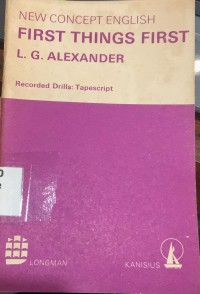 NEW CONCEPT ENGLISH
FIRST THINGS FIRST
L. G. ALEXANDER
Recorded Drills: Tapescript
LONGMAN
KANISIUS